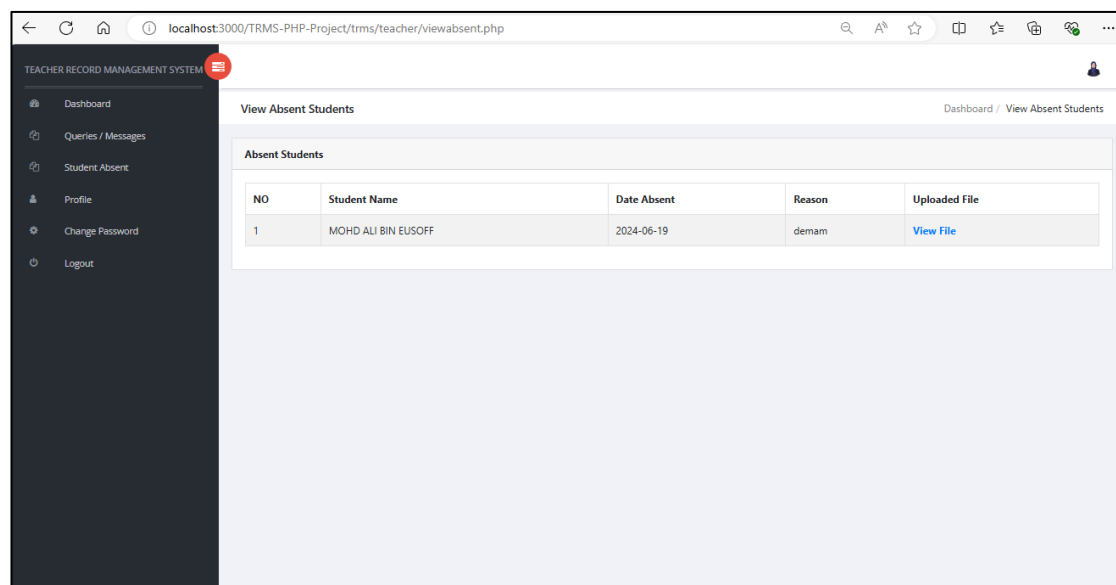 localhost:3000/TRMS-PHP-Project/trms/teacher/viewabsent.php
TEACHER RECORD MANAGEMENT SYSTEM
Dashboard
Queries / Messages
Student Absent
Profile
Change Password
Logout
View Absent Students
Dashboard / View Absent Students
Absent Students
NO Student Name Date Absent Reason Uploaded File
1 MOHD ALI BIN EUSOFF 2024-06-19 demam View File